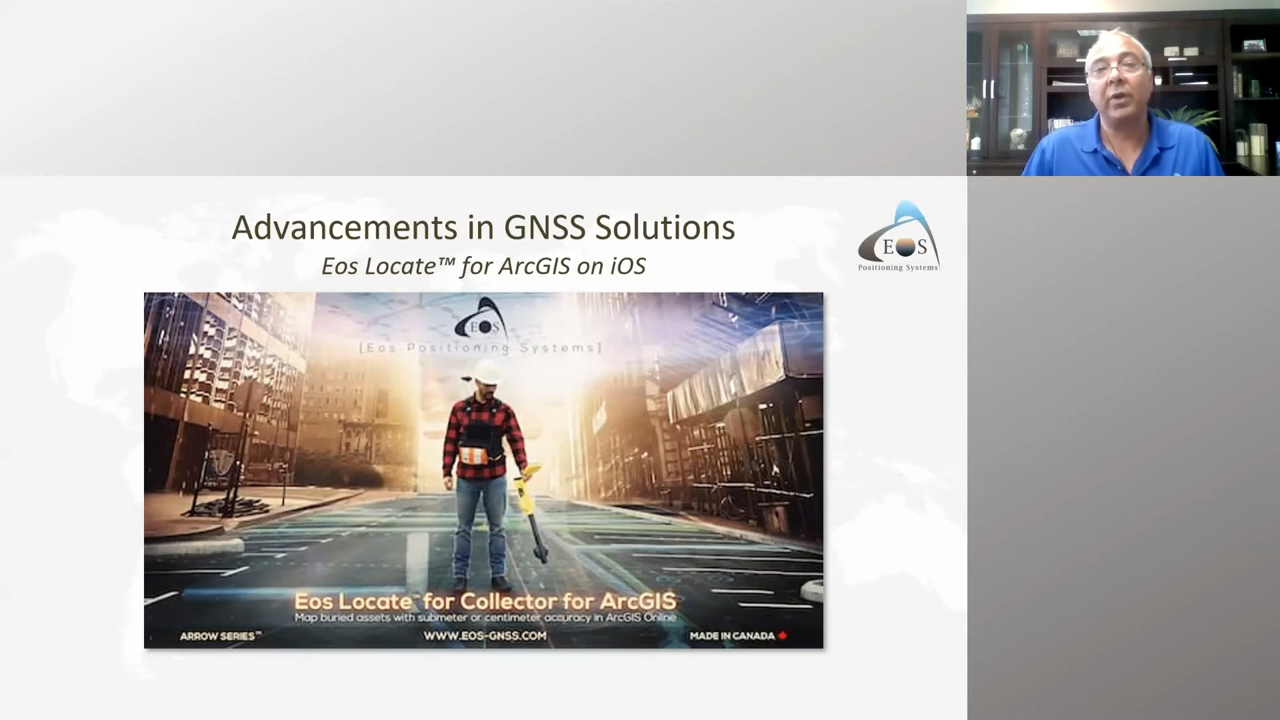 Advancements in GNSS Solutions
Eos Locate™ for ArcGIS on iOS
EOS
Positioning Systems
EOS
[Eos Positioning Systems]
Eos Locate™ for Collector for ArcGIS
Map buried assets with submeter or centimeter accuracy in ArcGIS Online
ARROW SERIES™
WWW.EOS-GNSS.COM
MADE IN CANADA